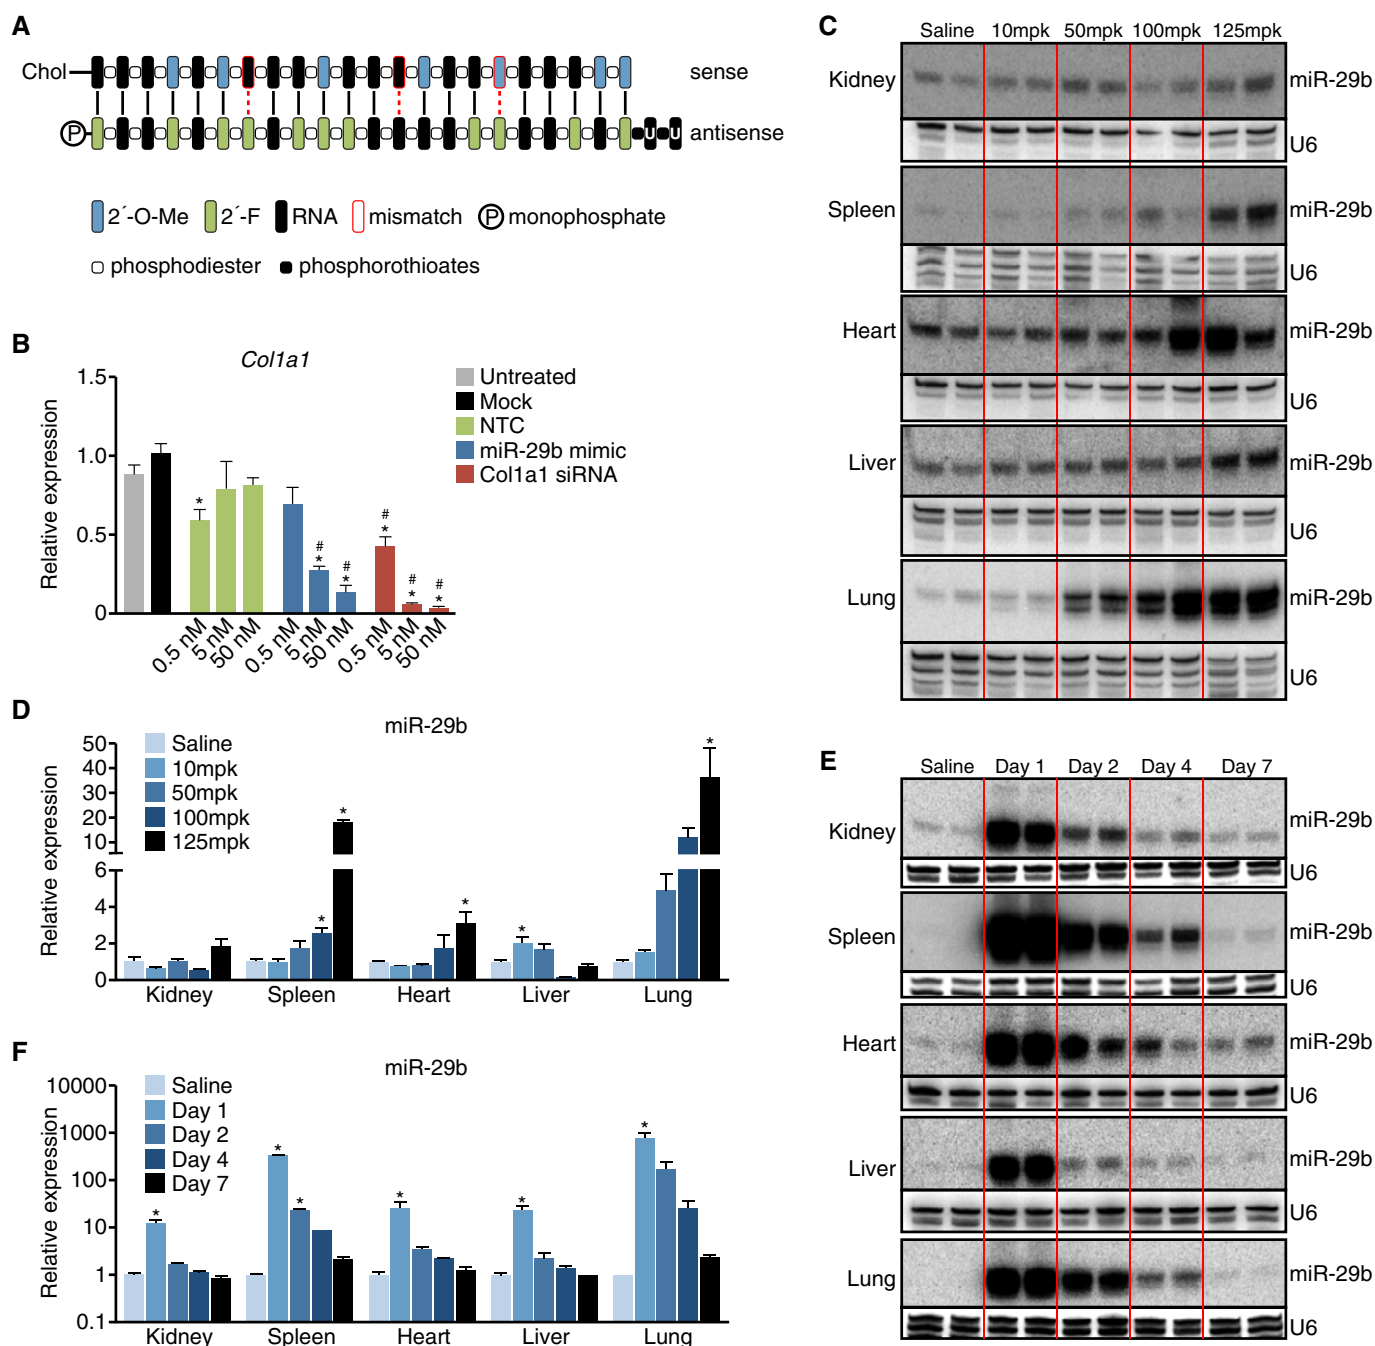 A
Chol
sense
P
U U
antisense
2´-O-Me 2´-F RNA mismatch P monophosphate
phosphodiester phosphorothioates
B
Col1a1
Relative expression
1.5
1.0
0.5
0
Untreated
Mock
NTC
miR-29b mimic
Col1a1 siRNA
* # * # * # * # * # *
0.5 nM 5 nM 50 nM 0.5 nM 5 nM 50 nM 0.5 nM 5 nM 50 nM
C
Saline 10mpk 50mpk 100mpk 125mpk
Kidney miR-29b
U6
Spleen miR-29b
U6
Heart miR-29b
U6
Liver miR-29b
U6
Lung miR-29b
U6
D
miR-29b
Relative expression Relative expression
50
40
30
20
10
6
4
2
0
Saline
10mpk
50mpk
100mpk
125mpk
* * * * *
Kidney Spleen Heart Liver Lung
E
Saline Day 1 Day 2 Day 4 Day 7
Kidney miR-29b
U6
Spleen miR-29b
U6
Heart miR-29b
U6
Liver miR-29b
U6
Lung miR-29b
U6
F
miR-29b
Relative expression
10000
1000
100
10
1
0.1
Saline
Day 1
Day 2
Day 4
Day 7
* * * * * *
Kidney Spleen Heart Liver Lung